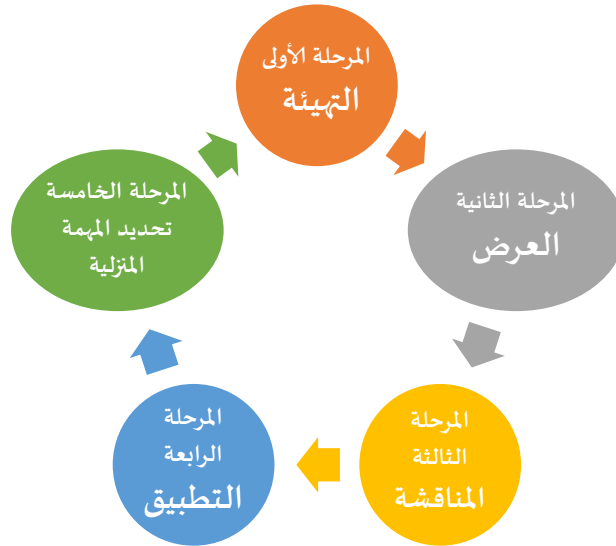 المرحلة الأولى
التهيئة
المرحلة الثانية
العرض
المرحلة
الثالثة
المناقشة
المرحلة
الرابعة
التطبيق
المرحلة الخامسة
تحديد المهمة
المنزلية